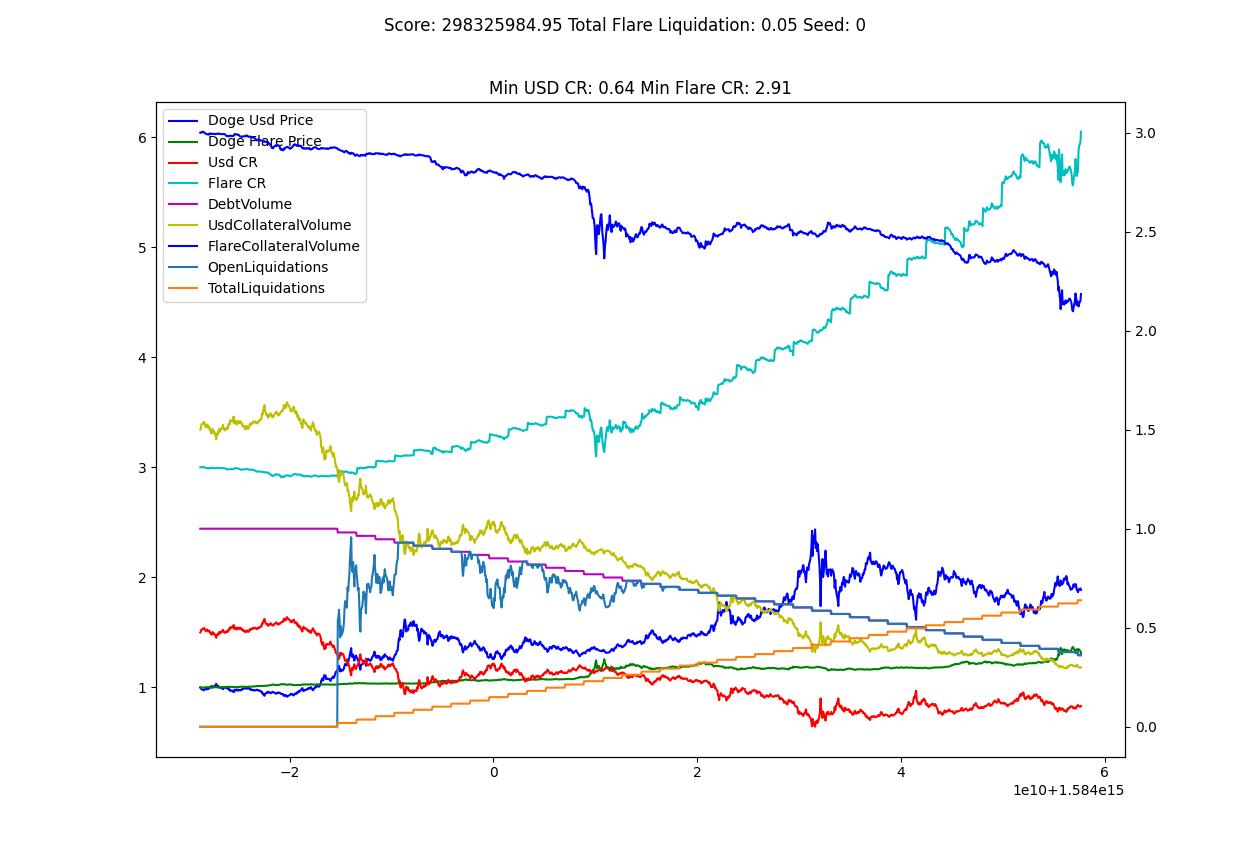 Score: 298325984.95 Total Flare Liquidation: 0.05 Seed: 0
Min USD CR: 0.64 Min Flare CR: 2.91
Doge Usd Price
Doge Flare Price
Usd CR
Flare CR
DebtVolume
UsdCollateralVolume
FlareCollateralVolume
OpenLiquidations
TotalLiquidations
6
5
4
3
2
1
3.0
2.5
2.0
1.5
1.0
0.5
0.0
−2
0
2
4
6
1e10+1.584e15